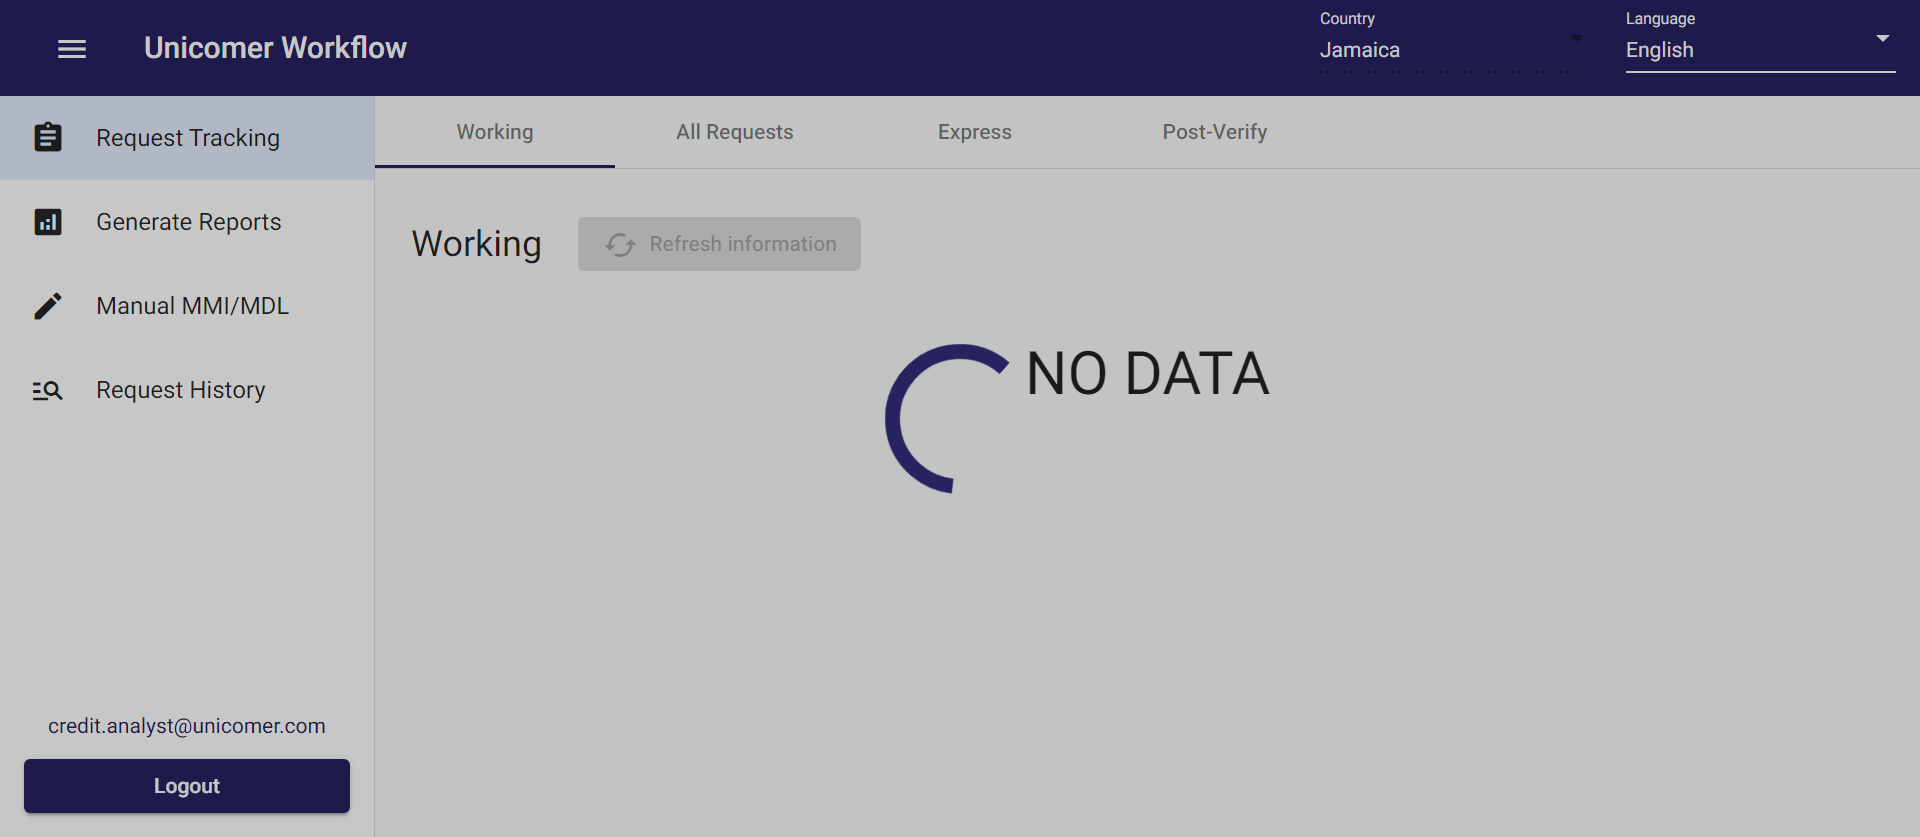 Unicomer Workflow
Country
Jamaica
Language
English
Request Tracking
Generate Reports
Manual MMI/MDL
Request History
credit.analyst@unicomer.com
Logout
Working
All Requests
Express
Post-Verify
Working
Refresh information
NO DATA